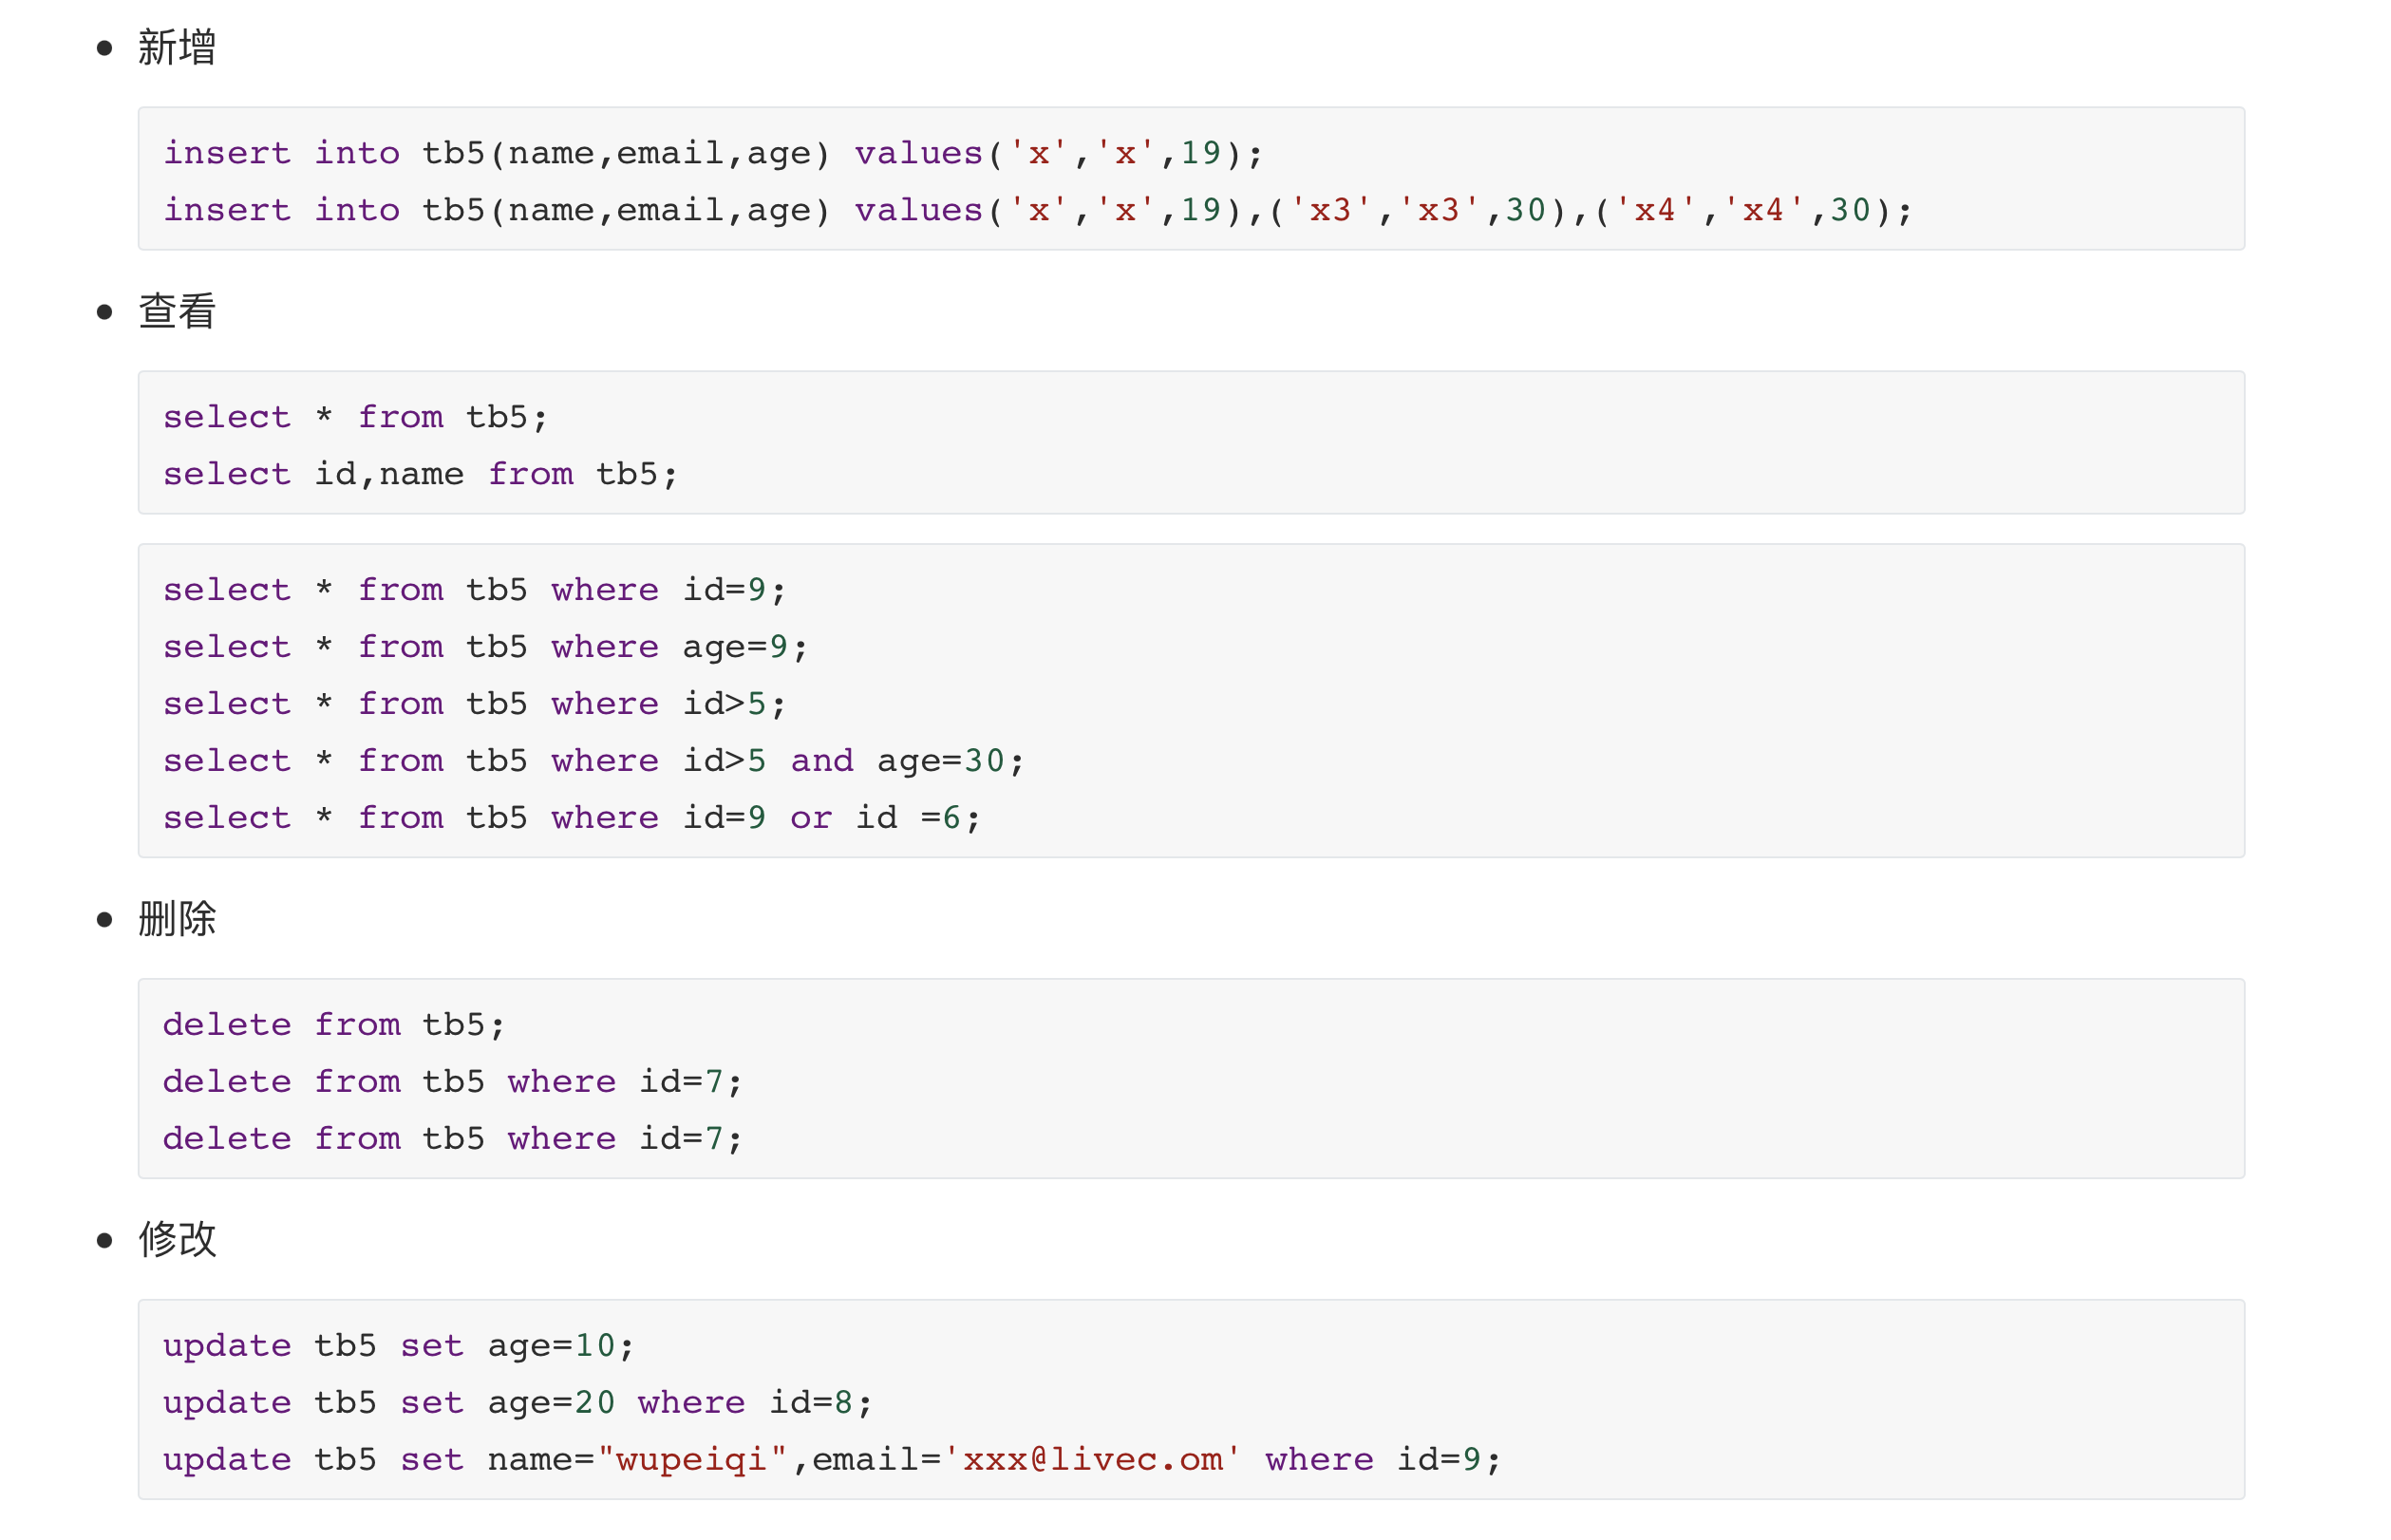 新增
insert into tb5(name,email,age) values('x','x',19);
insert into tb5(name,email,age) values('x','x',19),('x3','x3',30),('x4','x4',30);
查看
select * from tb5;
select id,name from tb5;
select * from tb5 where id=9;
select * from tb5 where age=9;
select * from tb5 where id>5;
select * from tb5 where id>5 and age=30;
select * from tb5 where id=9 or id =6;
删除
delete from tb5;
delete from tb5 where id=7;
delete from tb5 where id=7;
修改
update tb5 set age=10;
update tb5 set age=20 where id=8;
update tb5 set name="wupeiqi",email='xxx@livec.om' where id=9;